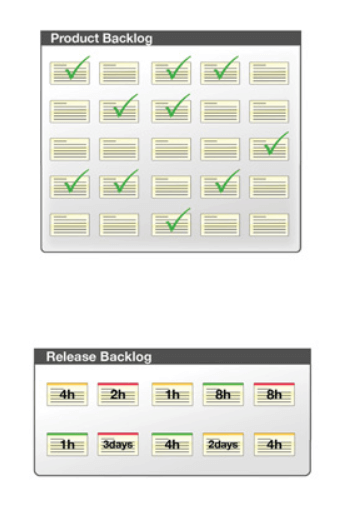 Product Backlog
Release Backlog
4h 2h 1h 8h 8h
1h 3days 4h 2days 4h